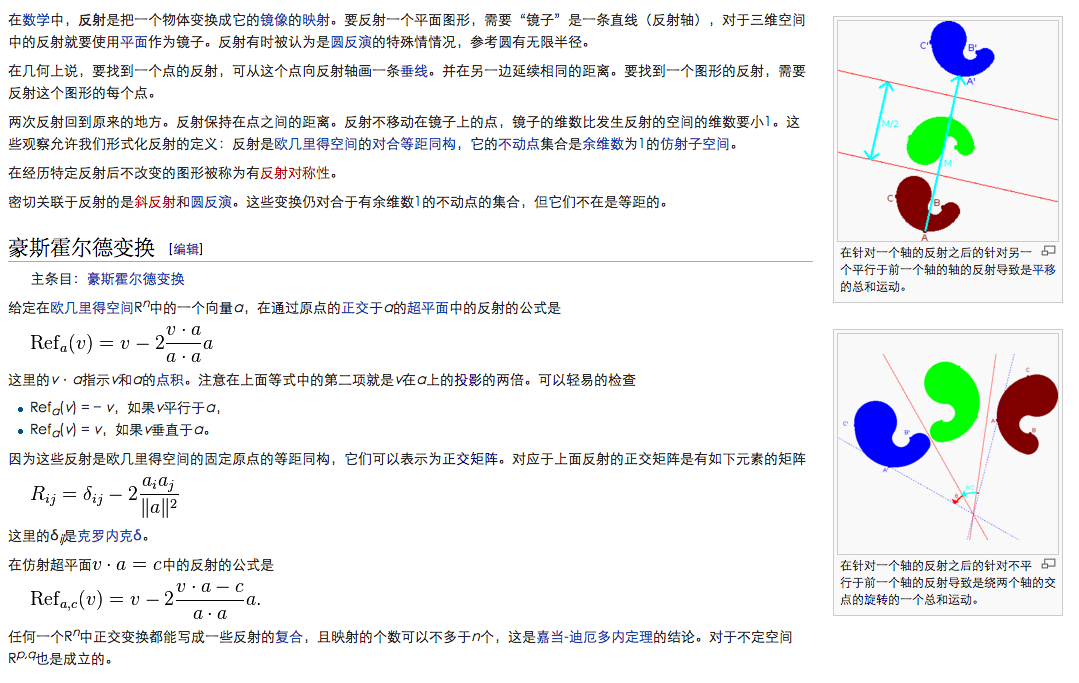 在数学中，反射是把一个物体变换成它的镜像的映射。要反射一个平面图形，需要“镜子”是一条直线（反射轴），对于三维空间
中的反射就要使用平面作为镜子。反射有时被认为是圆反演的特殊情情况，参考圆有无限半径。
在几何上说，要找到一个点的反射，可从这个点向反射轴画一条垂线。并在另一边延续相同的距离。要找到一个图形的反射，需要
反射这个图形的每个点。
两次反射回到原来的地方。反射保持在点之间的距离。反射不移动在镜子上的点，镜子的维数比发生反射的空间的维数要小1。这
些观察允许我们形式化反射的定义：反射是欧几里得空间的对合等距同构，它的不动点集合是余维数为1的仿射子空间。
在经历特定反射后不改变的图形被称为有反射对称性。
密切关联于反射的是斜反射和圆反演。这些变换仍对合于有余维数1的不动点的集合，但它们不在是等距的。
豪斯霍尔德变换 [编辑]
主条目：豪斯霍尔德变换
给定在欧几里得空间Rⁿ中的一个向量a，在通过原点的正交于a的超平面中的反射的公式是
Ref_a(v) = v − 2 (v · a)/(a · a) a
这里的v · a指示v和a的点积。注意在上面等式中的第二项就是v在a上的投影的两倍。可以轻易的检查
• Ref_a(v) = − v，如果v平行于a，
• Ref_a(v) = v，如果v垂直于a。
因为这些反射是欧几里得空间的固定原点的等距同构，它们可以表示为正交矩阵。对应于上面反射的正交矩阵是有如下元素的矩阵
R_ij = δ_ij − 2 (a_i a_j)/‖a‖²
这里的δ_ij是克罗内克δ。
在仿射超平面v · a = c中的反射的公式是
Ref_a,c(v) = v − 2 (v · a − c)/(a · a) a.
任何一个Rⁿ中正交变换都能写成一些反射的复合，且映射的个数可以不多于n个，这是嘉当-迪厄多内定理的结论。对于不定空间
R^p,q也是成立的。
C'
B'
A'
M/2
M
C
B
A
在针对一个轴的反射之后的针对另一
个平行于前一个轴的轴的反射导致是平移
的总和运动。
C
A
B
C'
B'
A'
在针对一个轴的反射之后的针对不平
行于前一个轴的反射导致是绕两个轴的交
点的旋转的一个总和运动。